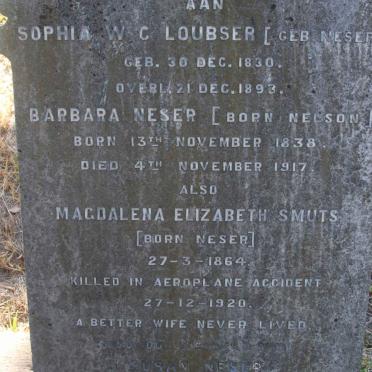 AAN
SOPHIA W. C. LOUBSER [GEB. NESER
GEB. 30 DEC. 1830.
OVERL. 21 DEC. 1893.
BARBARA NESER [BORN NELSON]
BORN 13TH NOVEMBER 1838.
DIED 4TH NOVEMBER 1917.
ALSO
MAGDALENA ELIZABETH SMUTS
[BORN NESER]
27-3-1864.
KILLED IN AEROPLANE ACCIDENT
27-12-1920.
A BETTER WIFE NEVER LIVED.
SUSAN NESER